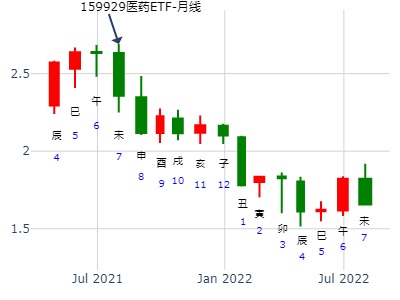 159929医药ETF-月线
2.5
2
1.5
辰
4
巳
5
午
6
未
7
申
8
酉
9
戌
10
亥
11
子
12
丑
1
寅
2
卯
3
辰
4
巳
5
午
6
未
7
Jul 2021
Jan 2022
Jul 2022